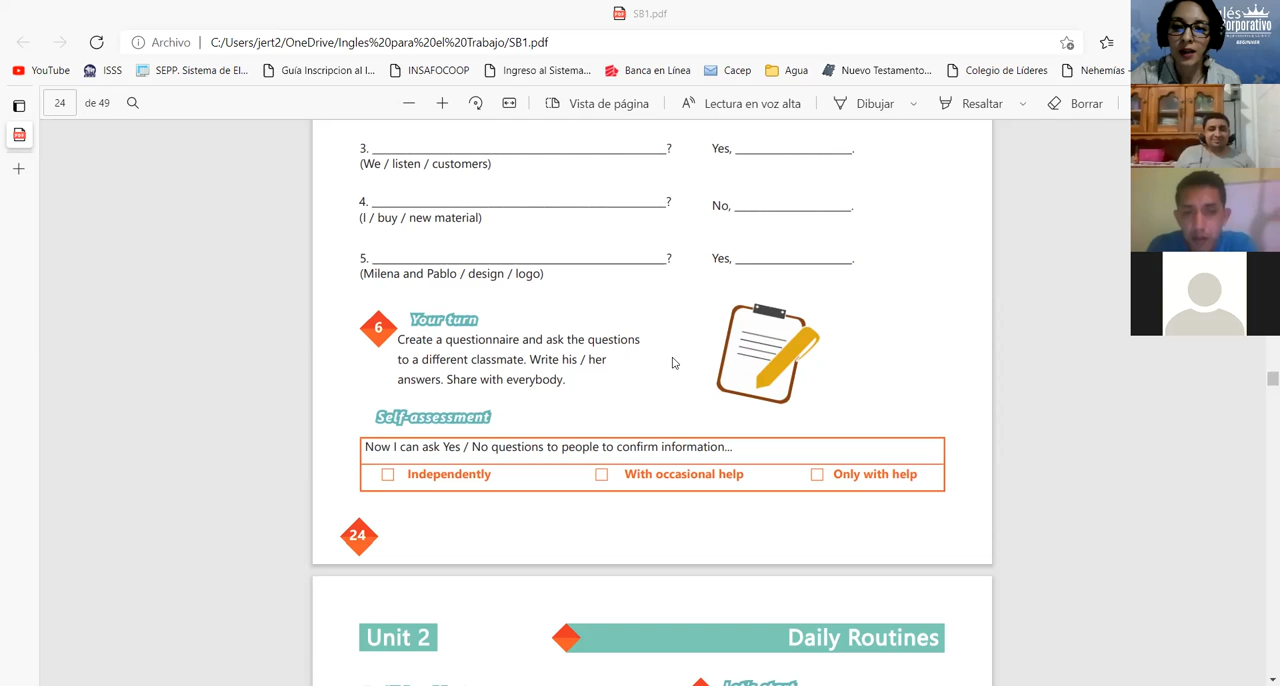 SB1.pdf
Archivo C:/Users/jert2/OneDrive/Ingles%20para%20el%20Trabajo/SB1.pdf
YouTube ISSS SEPP. Sistema de El... Guía Inscripcion al I... INSAFOCOOP Ingreso al Sistema... Banca en Línea Cacep Agua Nuevo Testamento... Colegio de Líderes Nehemías
24 de 49 Vista de página Lectura en voz alta Dibujar Resaltar Borrar
3. ?
Yes, .
(We / listen / customers)
4. ?
No, .
(I / buy / new material)
5. ?
Yes, .
(Milena and Pablo / design / logo)
6 Your turn
Create a questionnaire and ask the questions
to a different classmate. Write his / her
answers. Share with everybody.
Self-assessment
Now I can ask Yes / No questions to people to confirm information...
Independently With occasional help Only with help
24
Unit 2 Daily Routines
BEGINNER